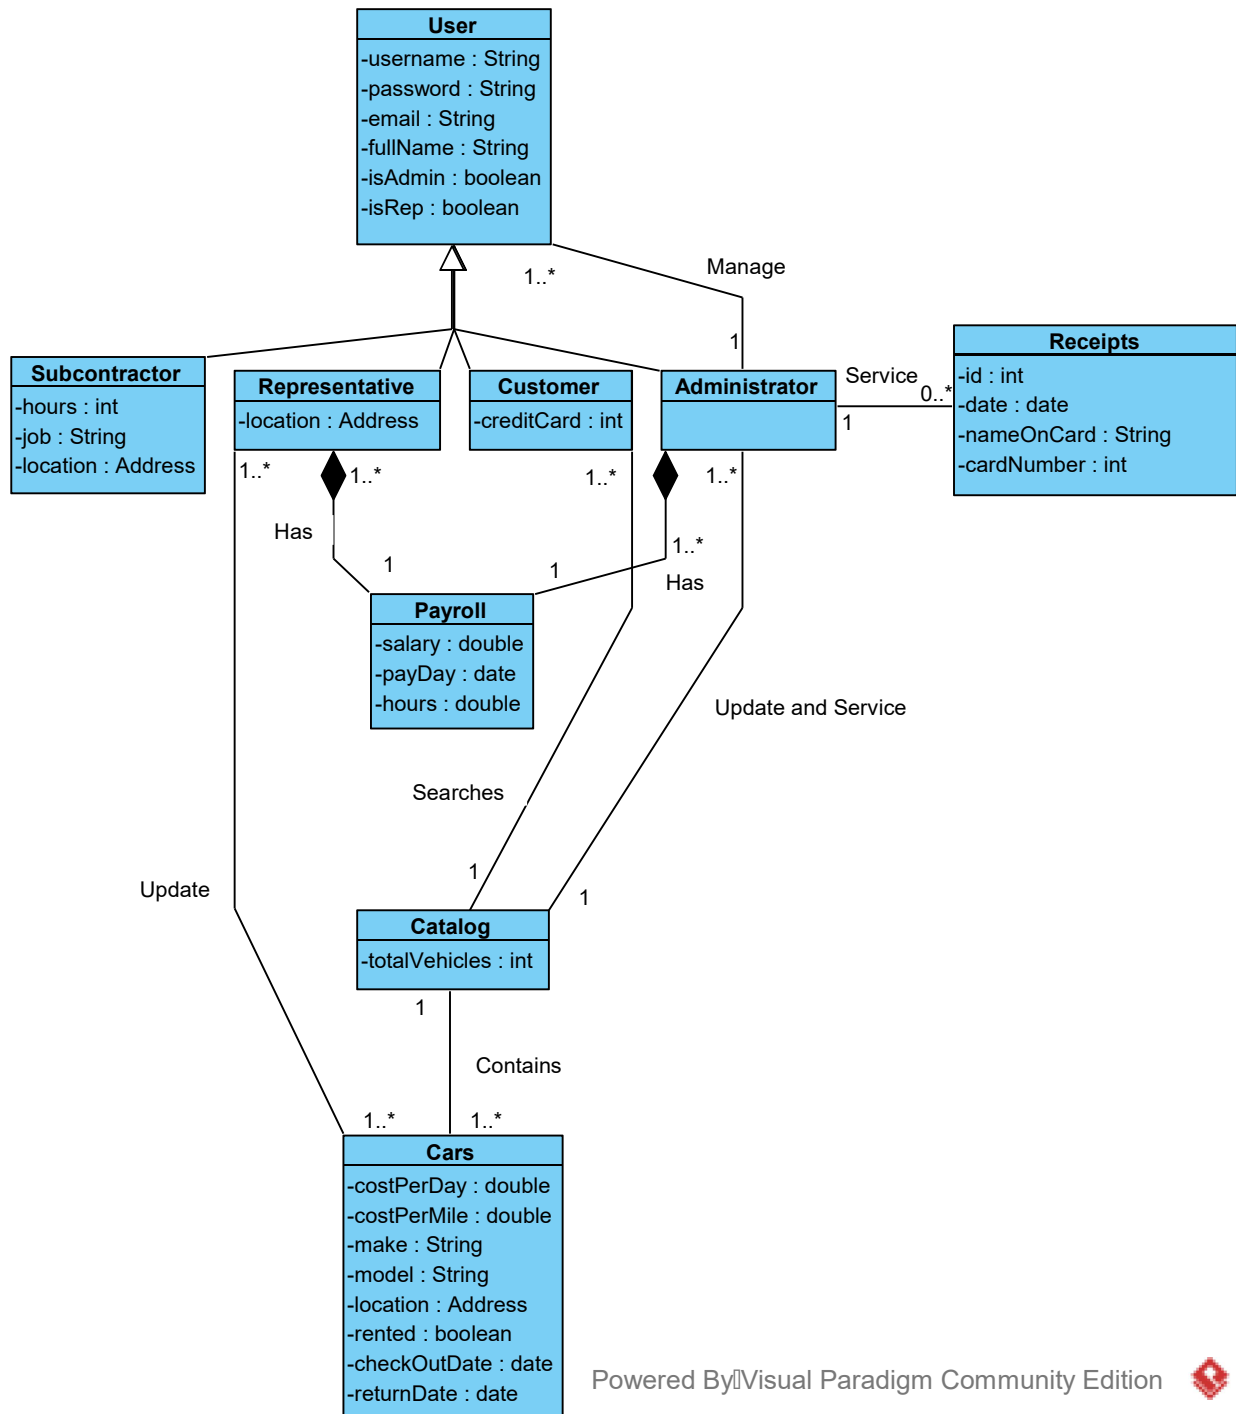 User
-username : String
-password : String
-email : String
-fullName : String
-isAdmin : boolean
-isRep : boolean
1..*
Manage
1
Subcontractor
-hours : int
-job : String
-location : Address
Representative
-location : Address
Customer
-creditCard : int
Administrator
Service
0..*
1
Receipts
-id : int
-date : date
-nameOnCard : String
-cardNumber : int
1..*
1..*
1..*
1..*
Has
1
1..*
1
Has
Payroll
-salary : double
-payDay : date
-hours : double
Update and Service
Searches
1
1
Update
Catalog
-totalVehicles : int
1
Contains
1..*
1..*
Cars
-costPerDay : double
-costPerMile : double
-make : String
-model : String
-location : Address
-rented : boolean
-checkOutDate : date
-returnDate : date
Powered By Visual Paradigm Community Edition